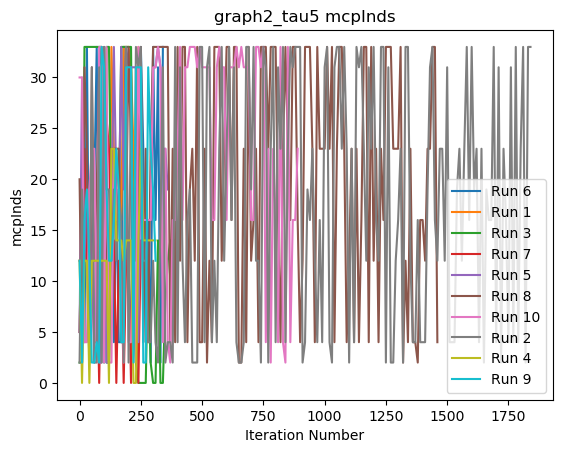 graph2_tau5 mcplnds
mcplnds
30
25
20
15
10
5
0
0 250 500 750 1000 1250 1500 1750
Iteration Number
Run 6
Run 1
Run 3
Run 7
Run 5
Run 8
Run 10
Run 2
Run 4
Run 9